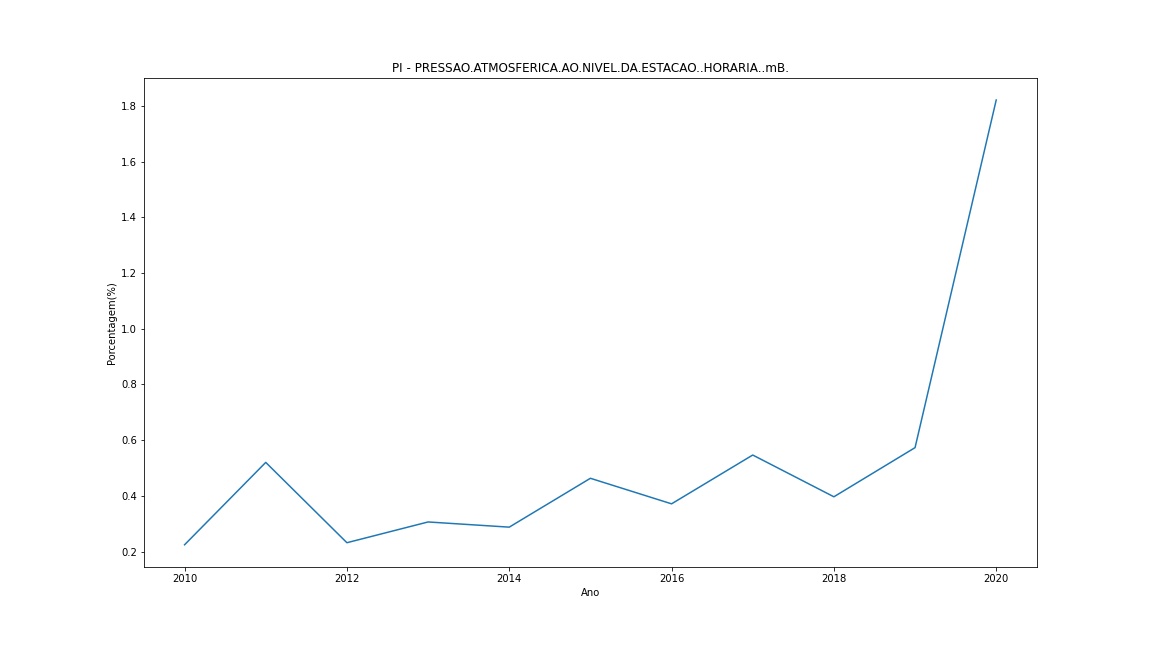 PI - PRESSAO.ATMOSFERICA.AO.NIVEL.DA.ESTACAO..HORARIA..mB.
1.8
1.6
1.4
1.2
1.0
0.8
0.6
0.4
0.2
Porcentagem(%)
2010 2012 2014 2016 2018 2020
Ano